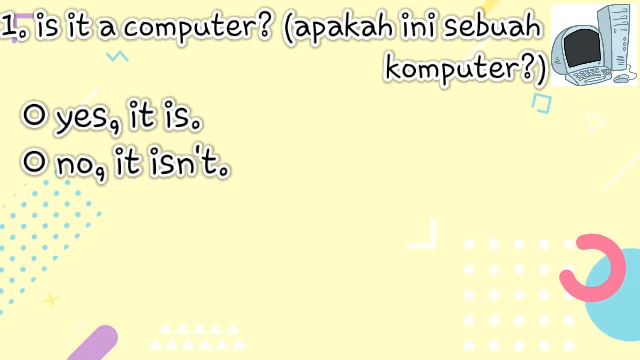 1. is it a computer? (apakah ini sebuah
komputer?)
O yes, it is.
O no, it isn't.